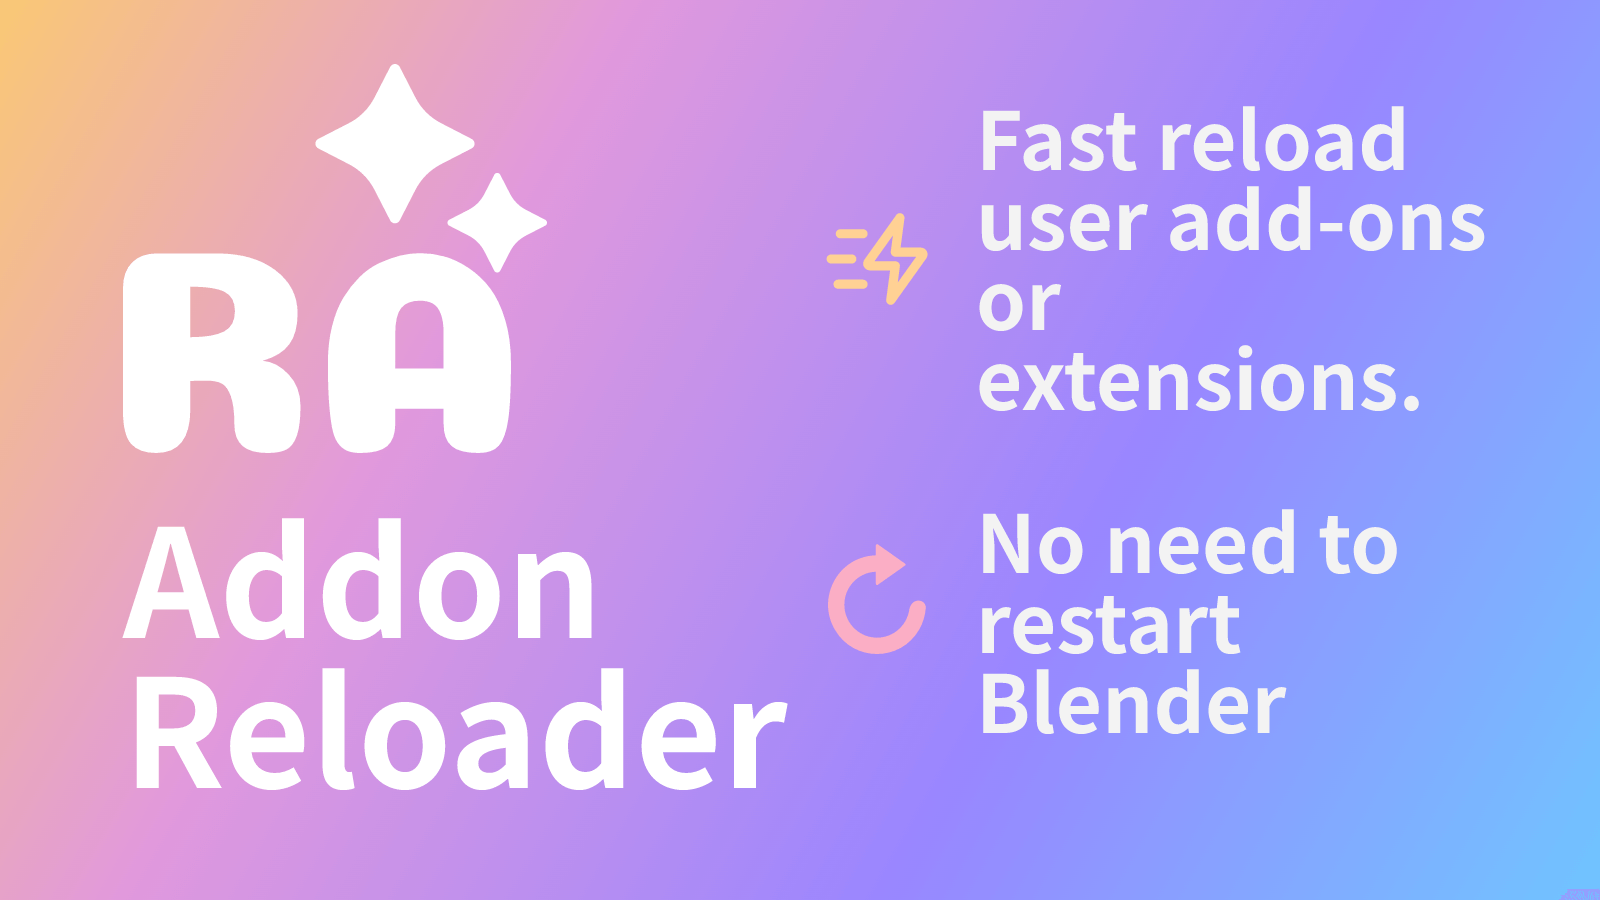 RA
Addon
Reloader
Fast reload
user add-ons
or
extensions.
No need to
restart
Blender